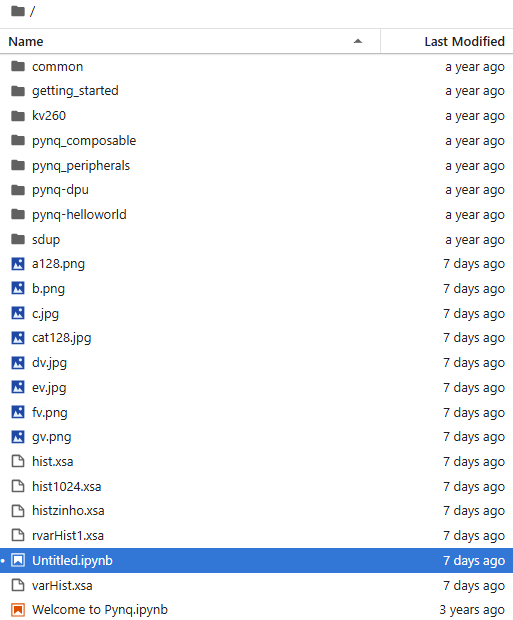 /
Name Last Modified
common a year ago
getting_started a year ago
kv260 a year ago
pynq_composable a year ago
pynq_peripherals a year ago
pynq-dpu a year ago
pynq-helloworld a year ago
sdup a year ago
a128.png 7 days ago
b.png 7 days ago
c.jpg 7 days ago
cat128.jpg 7 days ago
dv.jpg 7 days ago
ev.jpg 7 days ago
fv.png 7 days ago
gv.png 7 days ago
hist.xsa 7 days ago
hist1024.xsa 7 days ago
histzinho.xsa 7 days ago
rvarHist1.xsa 7 days ago
Untitled.ipynb 7 days ago
varHist.xsa 7 days ago
Welcome to Pynq.ipynb 3 years ago